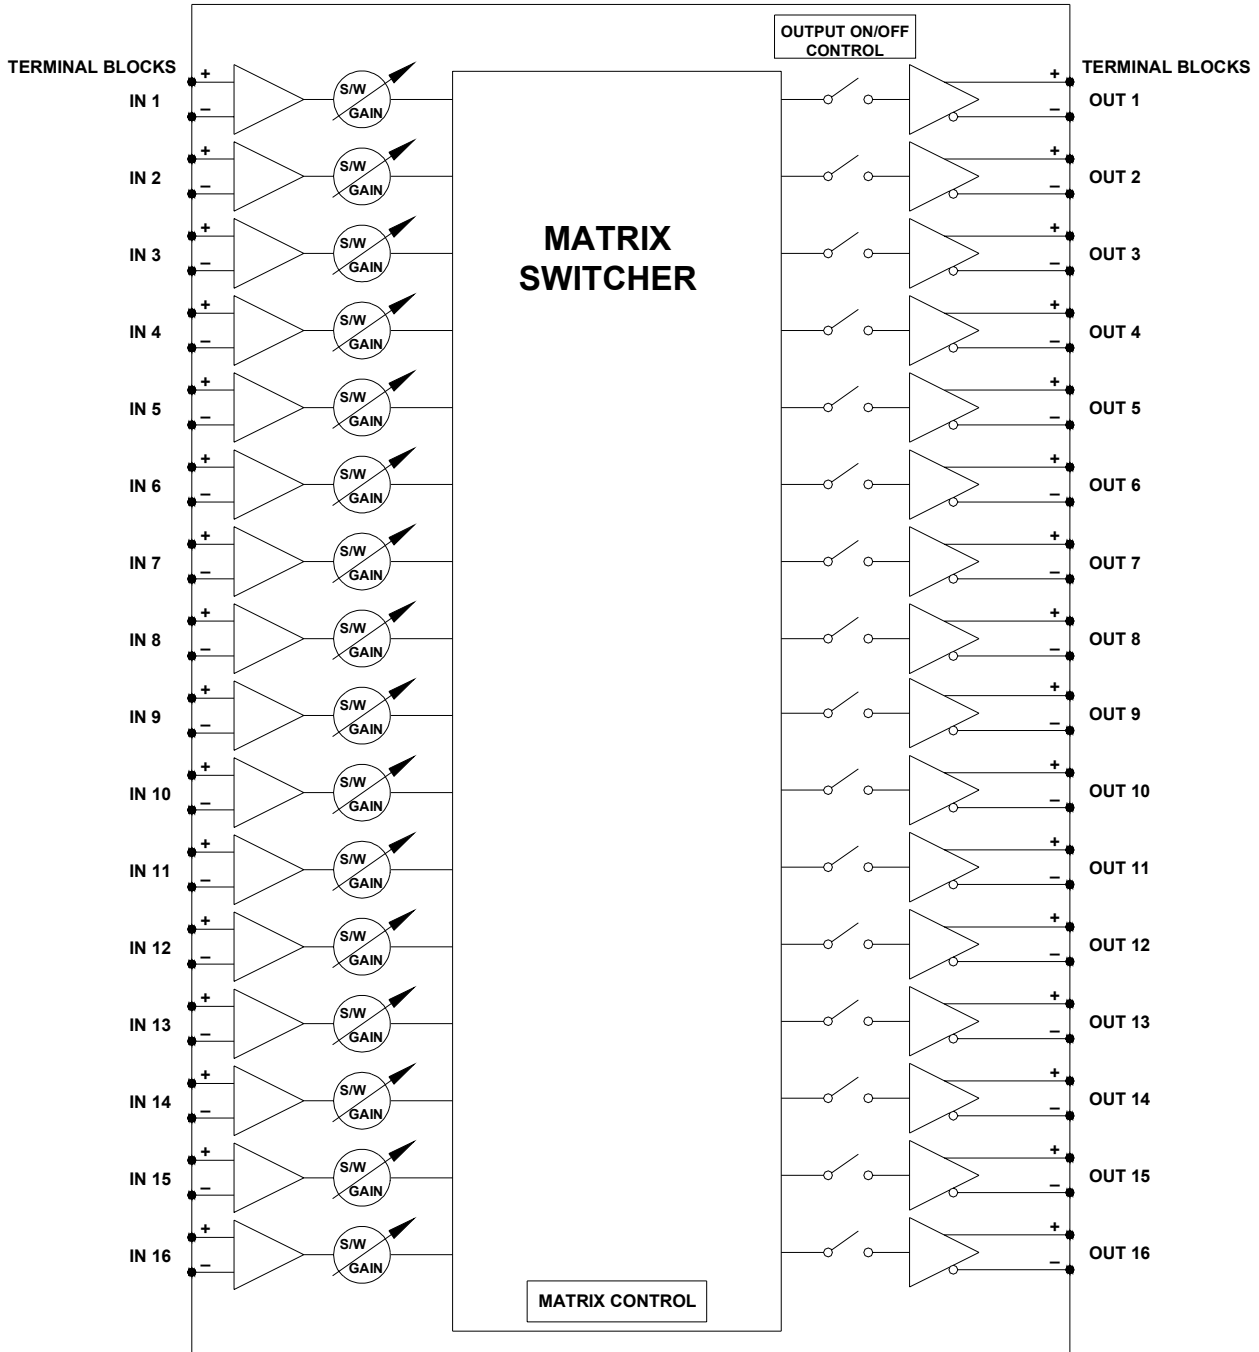 OUTPUT ON/OFF
CONTROL
TERMINAL BLOCKS
TERMINAL BLOCKS
+
S/W
+
IN 1
GAIN
OUT 1
–
–
+
S/W
+
IN 2
GAIN
OUT 2
–
–
MATRIX
SWITCHER
+
S/W
+
IN 3
GAIN
OUT 3
–
–
+
S/W
+
IN 4
GAIN
OUT 4
–
–
+
S/W
+
IN 5
GAIN
OUT 5
–
–
+
S/W
+
IN 6
GAIN
OUT 6
–
–
+
S/W
+
IN 7
GAIN
OUT 7
–
–
+
S/W
+
IN 8
GAIN
OUT 8
–
–
+
S/W
+
IN 9
GAIN
OUT 9
–
–
+
S/W
+
IN 10
GAIN
OUT 10
–
–
+
S/W
+
IN 11
GAIN
OUT 11
–
–
+
S/W
+
IN 12
GAIN
OUT 12
–
–
+
S/W
+
IN 13
GAIN
OUT 13
–
–
+
S/W
+
IN 14
GAIN
OUT 14
–
–
+
S/W
+
IN 15
GAIN
OUT 15
–
–
+
S/W
+
IN 16
GAIN
OUT 16
–
–
MATRIX CONTROL